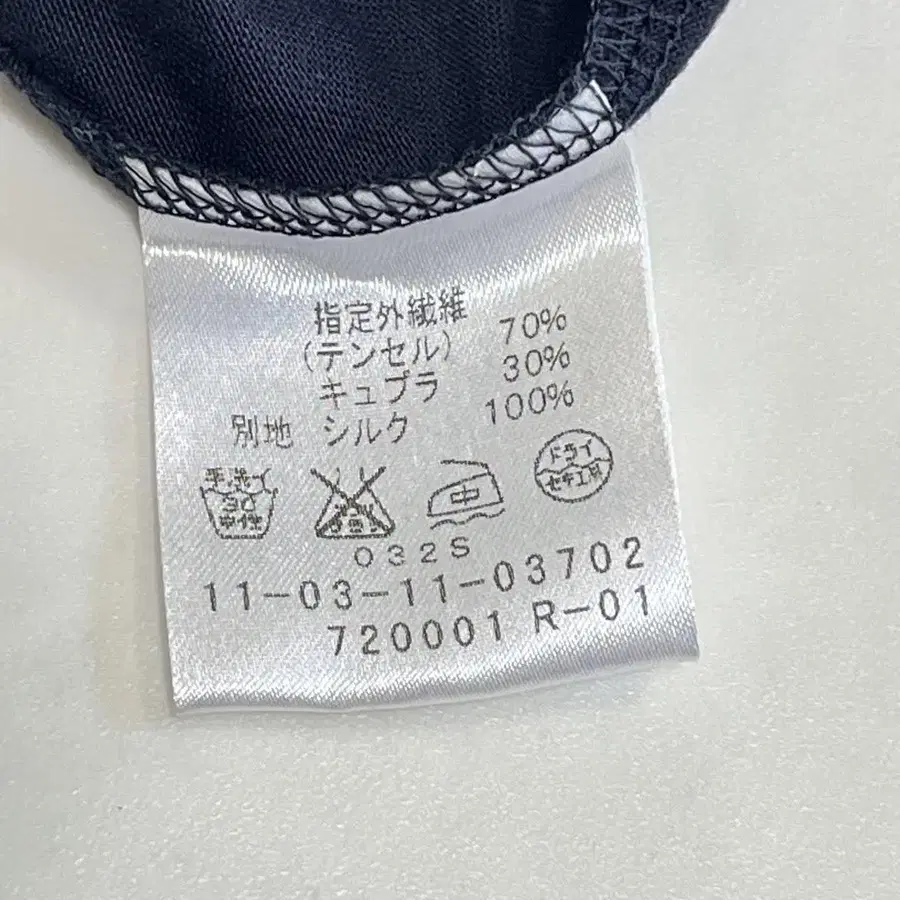 指定外繊維 70%
(テンセル)
キュプラ 30%
別地 シルク 100%
手洗イ
30
中性
中
ドライ
セキユ系
032S
11-03-11-03702
720001 R-01